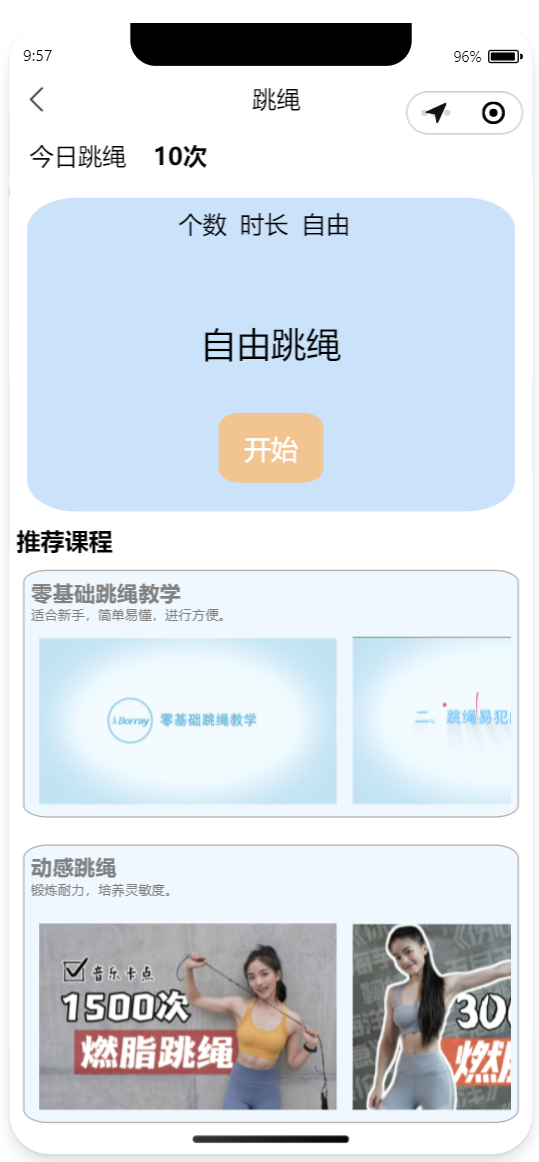 9:57
96%
跳绳
今日跳绳 10次
个数 时长 自由
自由跳绳
开始
推荐课程
零基础跳绳教学
适合新手，简单易懂，进行方便。
Dorray 零基础跳绳教学
二、跳绳易犯
动感跳绳
锻炼耐力，培养灵敏度。
音乐卡点
1500次
燃脂跳绳
300
燃脂